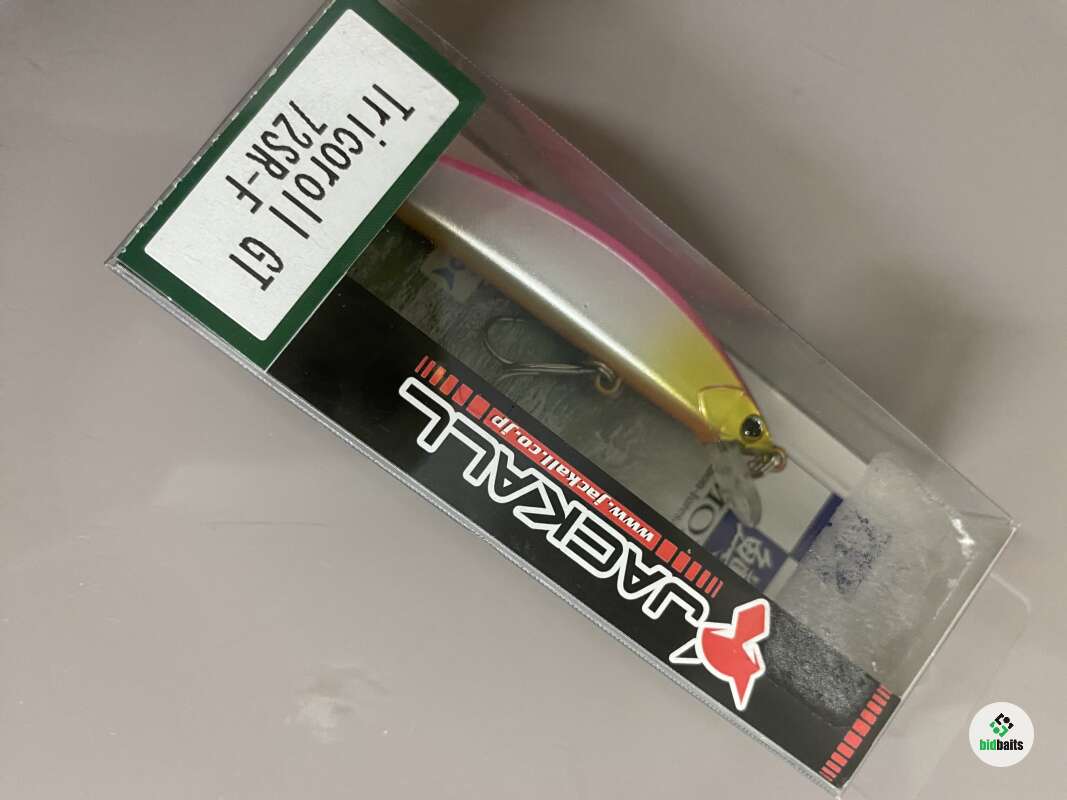 Tricoroll GT
72SR-F
JACKALL
www.jackall.co.jp
bidbaits